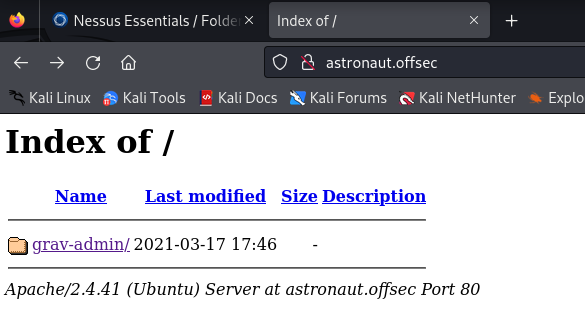 Nessus Essentials / Folde
Index of /
astronaut.offsec
Kali Linux Kali Tools Kali Docs Kali Forums Kali NetHunter Explo
Index of /
Name Last modified Size Description
grav-admin/ 2021-03-17 17:46 -
Apache/2.4.41 (Ubuntu) Server at astronaut.offsec Port 80